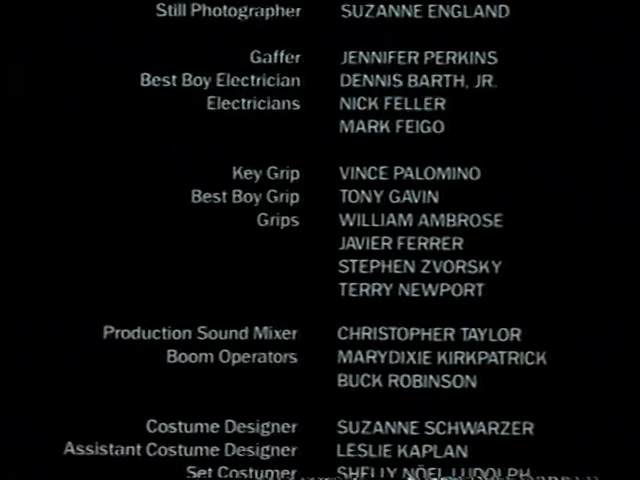 Still Photographer SUZANNE ENGLAND
Gaffer JENNIFER PERKINS
Best Boy Electrician DENNIS BARTH, JR.
Electricians NICK FELLER
MARK FEIGO
Key Grip VINCE PALOMINO
Best Boy Grip TONY GAVIN
Grips WILLIAM AMBROSE
JAVIER FERRER
STEPHEN ZVORSKY
TERRY NEWPORT
Production Sound Mixer CHRISTOPHER TAYLOR
Boom Operators MARYDIXIE KIRKPATRICK
BUCK ROBINSON
Costume Designer SUZANNE SCHWARZER
Assistant Costume Designer LESLIE KAPLAN
Set Costumer SHELLY NÖEL LUDOLPH